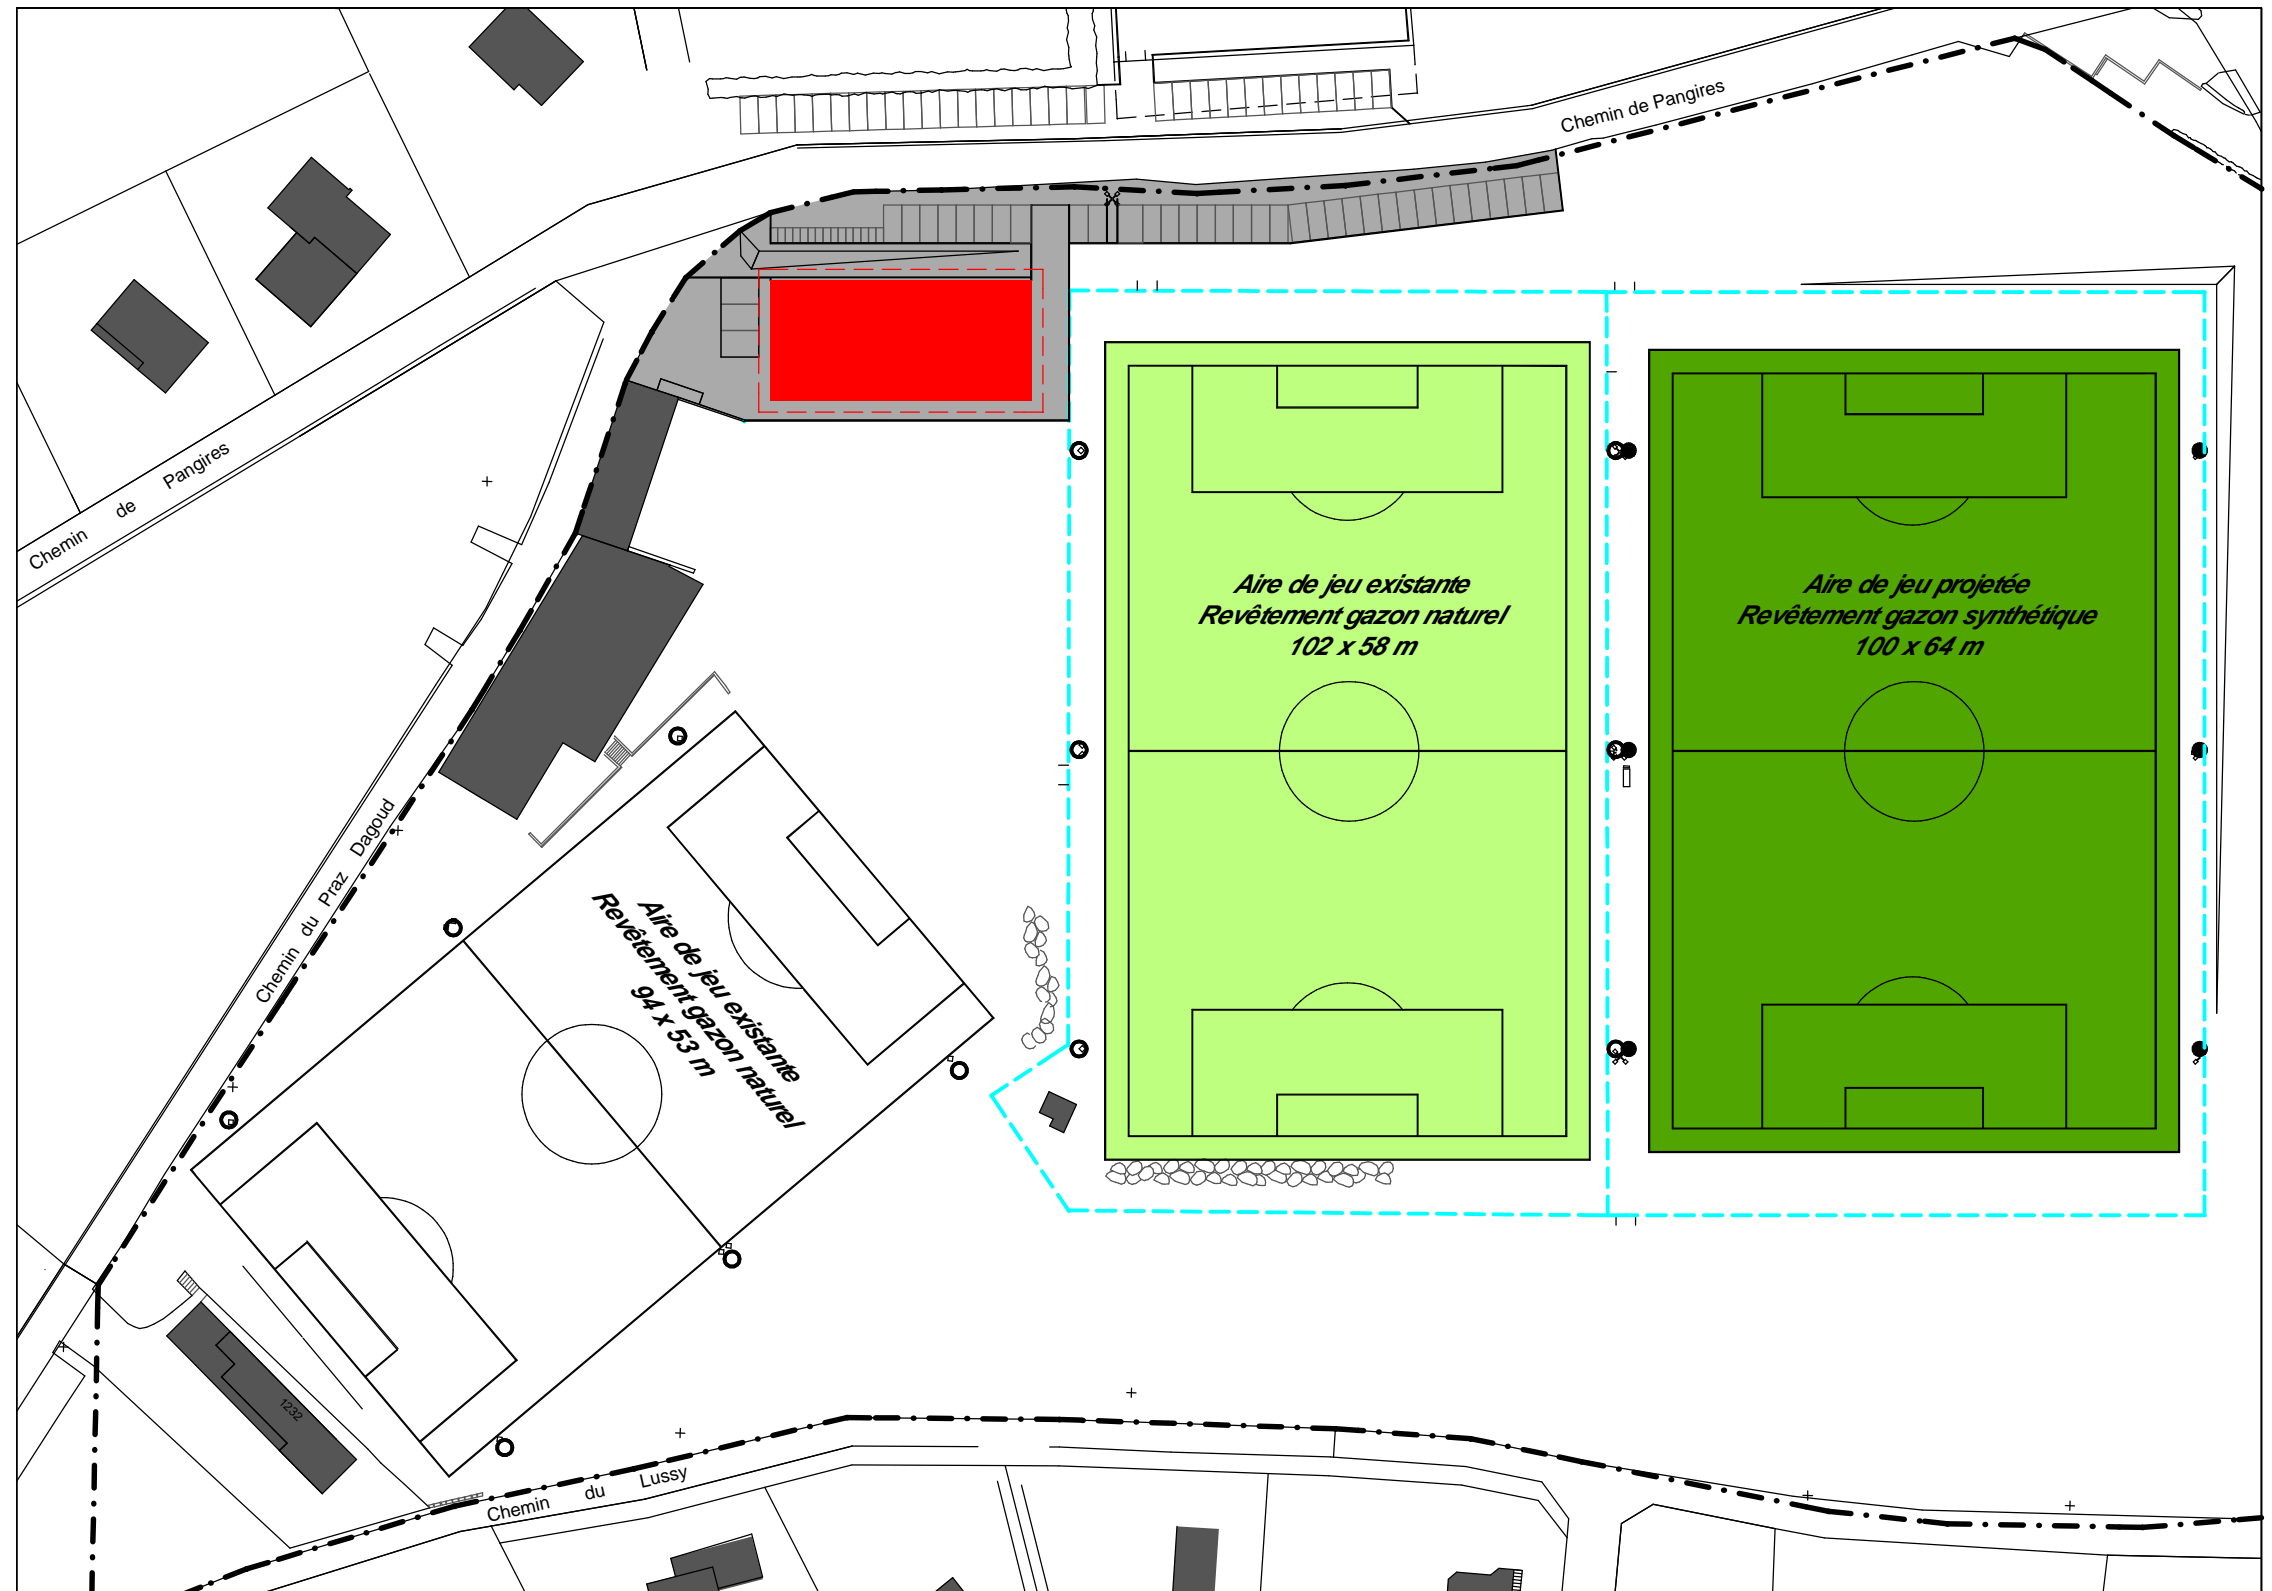 Chemin de Pangires
Chemin de Pangires
Aire de jeu existante
Revêtement gazon naturel
102 x 58 m
Aire de jeu projetée
Revêtement gazon synthétique
100 x 64 m
Chemin du Praz Dagoud
Aire de jeu existante
Revêtement gazon naturel
94 x 53 m
1232
Chemin du Lussy